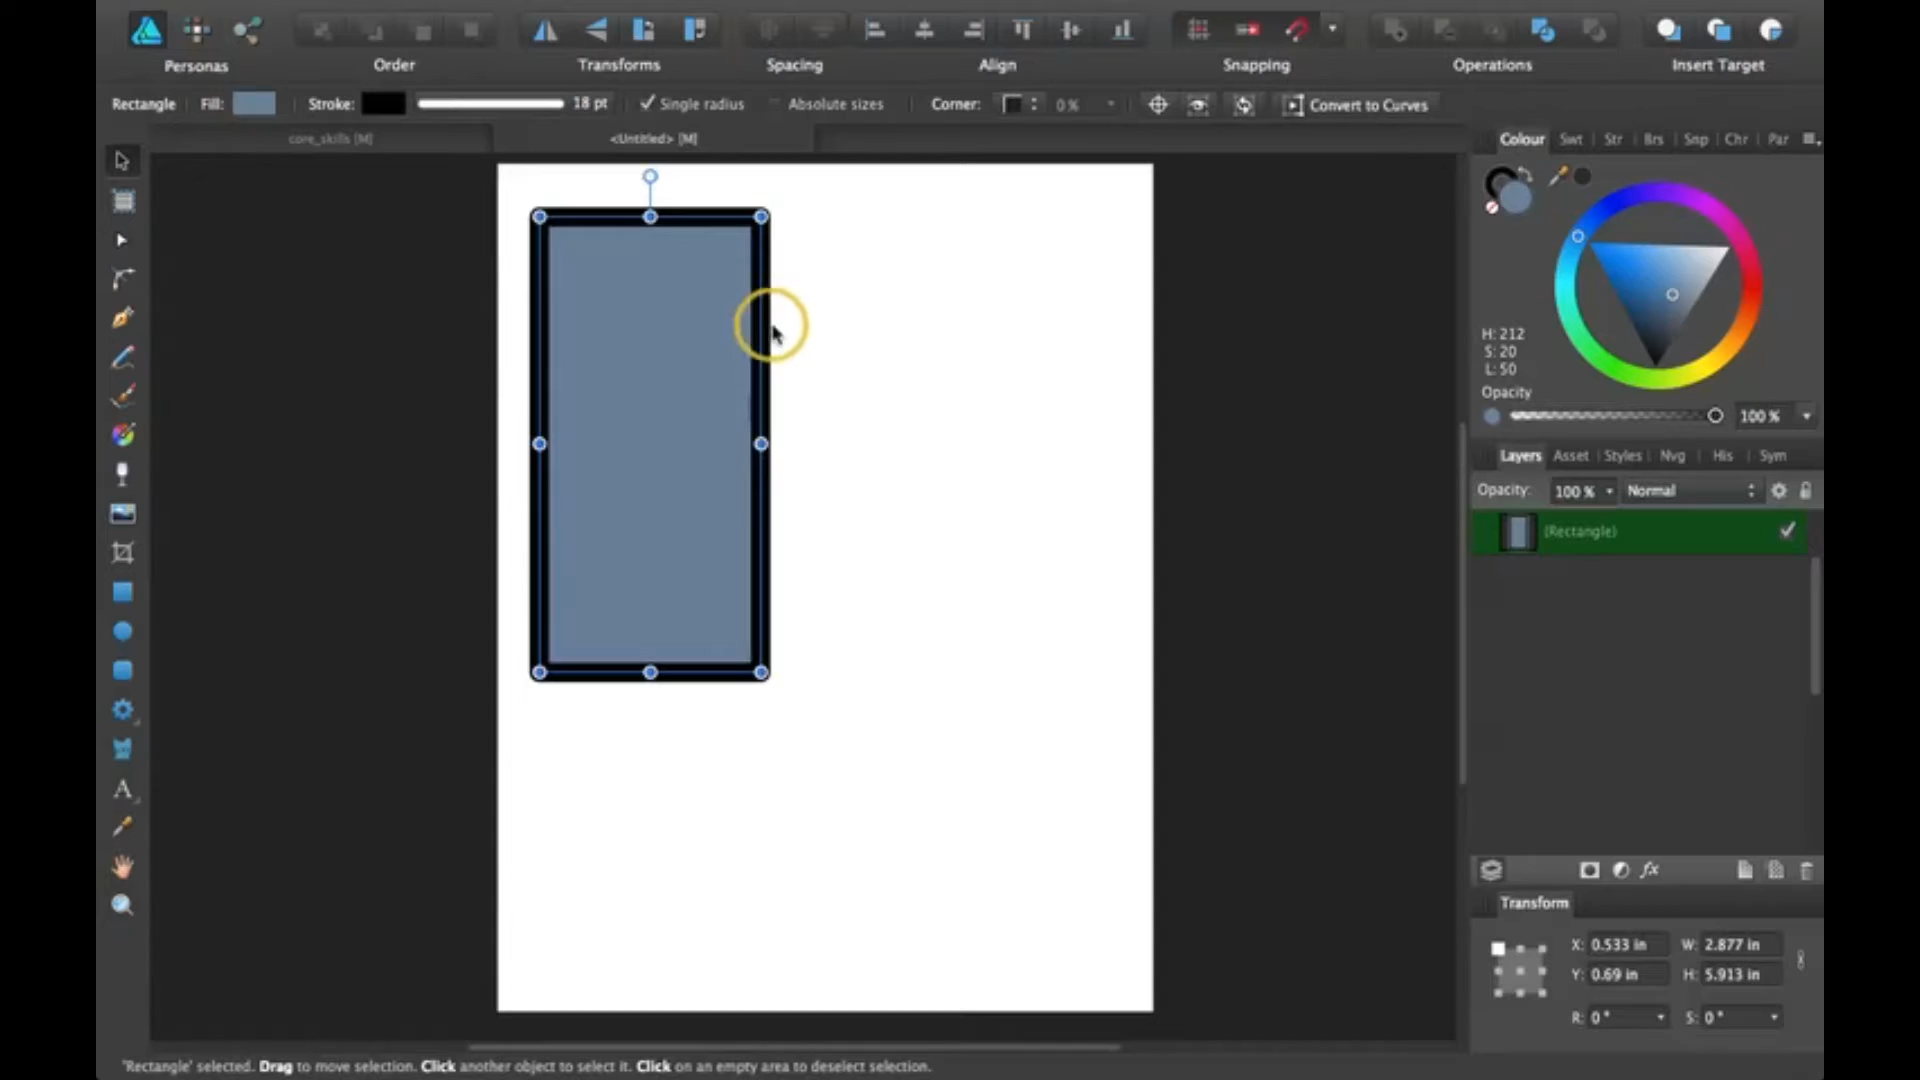 Personas Order Transforms Spacing Align Snapping Operations Insert Target
Rectangle Fill: Stroke: 18 pt Single radius Absolute sizes Corner: 0 % Convert to Curves
core_skills [M] <Untitled> [M]
Colour Swt Str Brs Snp Chr Par
H: 212
S: 20
L: 50
Opacity
100 %
Layers Asset Styles Nvg His Sym
Opacity: 100 % Normal
(Rectangle)
fx
Transform
X: 0.533 in W: 2.877 in
Y: 0.69 in H: 5.913 in
R: 0 ° S: 0 °
'Rectangle' selected. Drag to move selection. Click another object to select it. Click on an empty area to deselect selection.